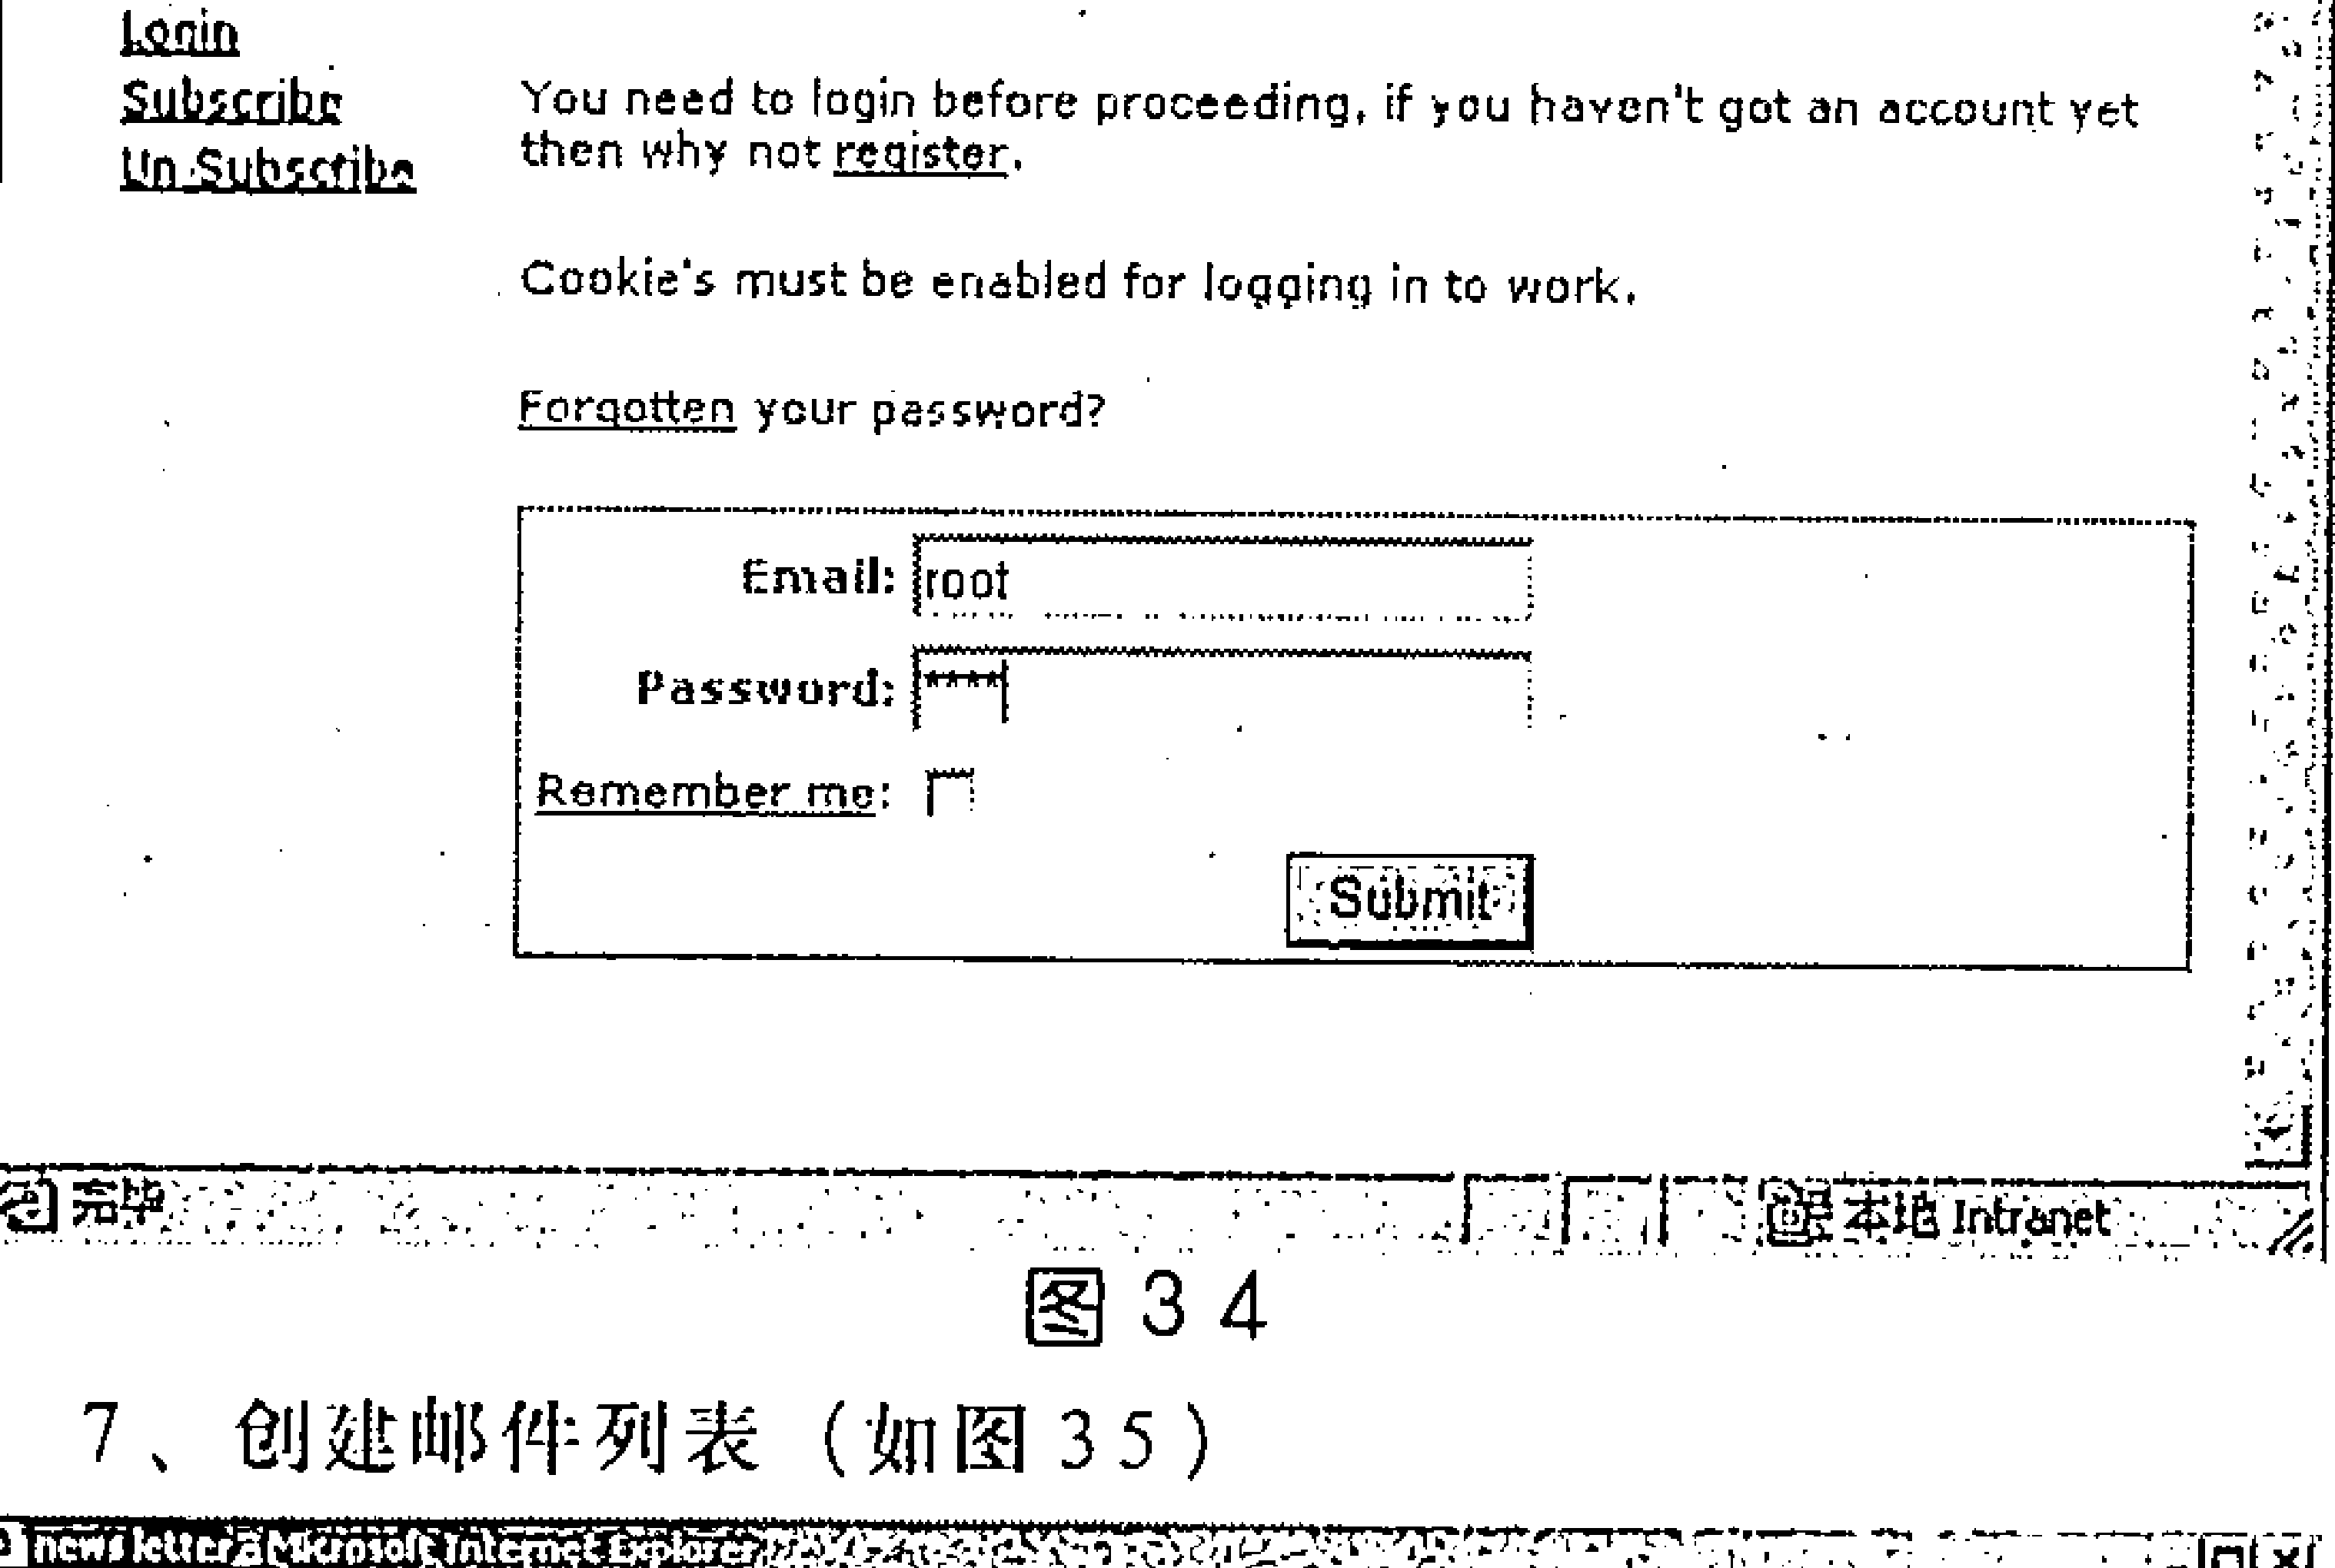 Login
Subscribe
Un-Subscribe
You need to login before proceeding, if you haven't got an account yet
then why not register.
Cookie's must be enabled for logging in to work.
Forgotten your password?
Email: root
Password: ****
Remember me:
Submit
完毕
本地 Intranet
图 3 4
7、创建邮件列表（如图 3 5）
newsletter - Microsoft Internet Explorer